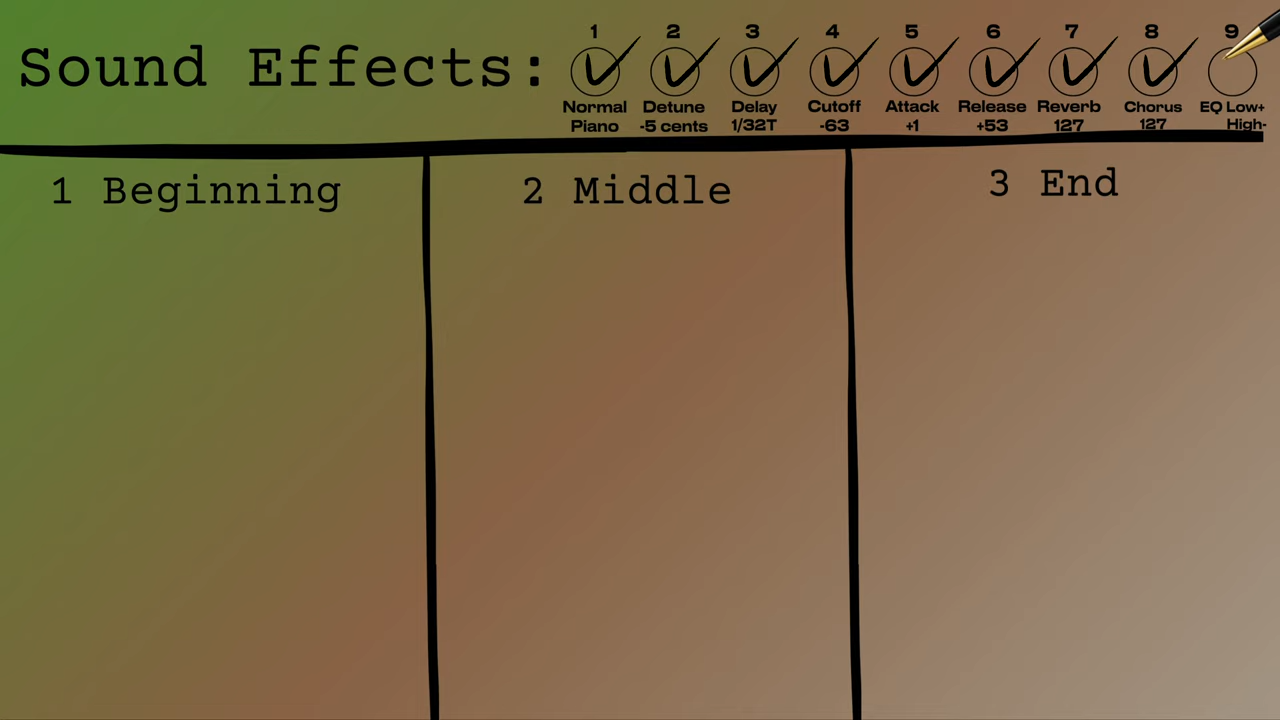 Sound Effects:
1 2 3 4 5 6 7 8 9
Normal Detune Delay Cutoff Attack Release Reverb Chorus EQ Low+
Piano -5 cents 1/32T -63 +1 +53 127 127 High-
1 Beginning 2 Middle 3 End